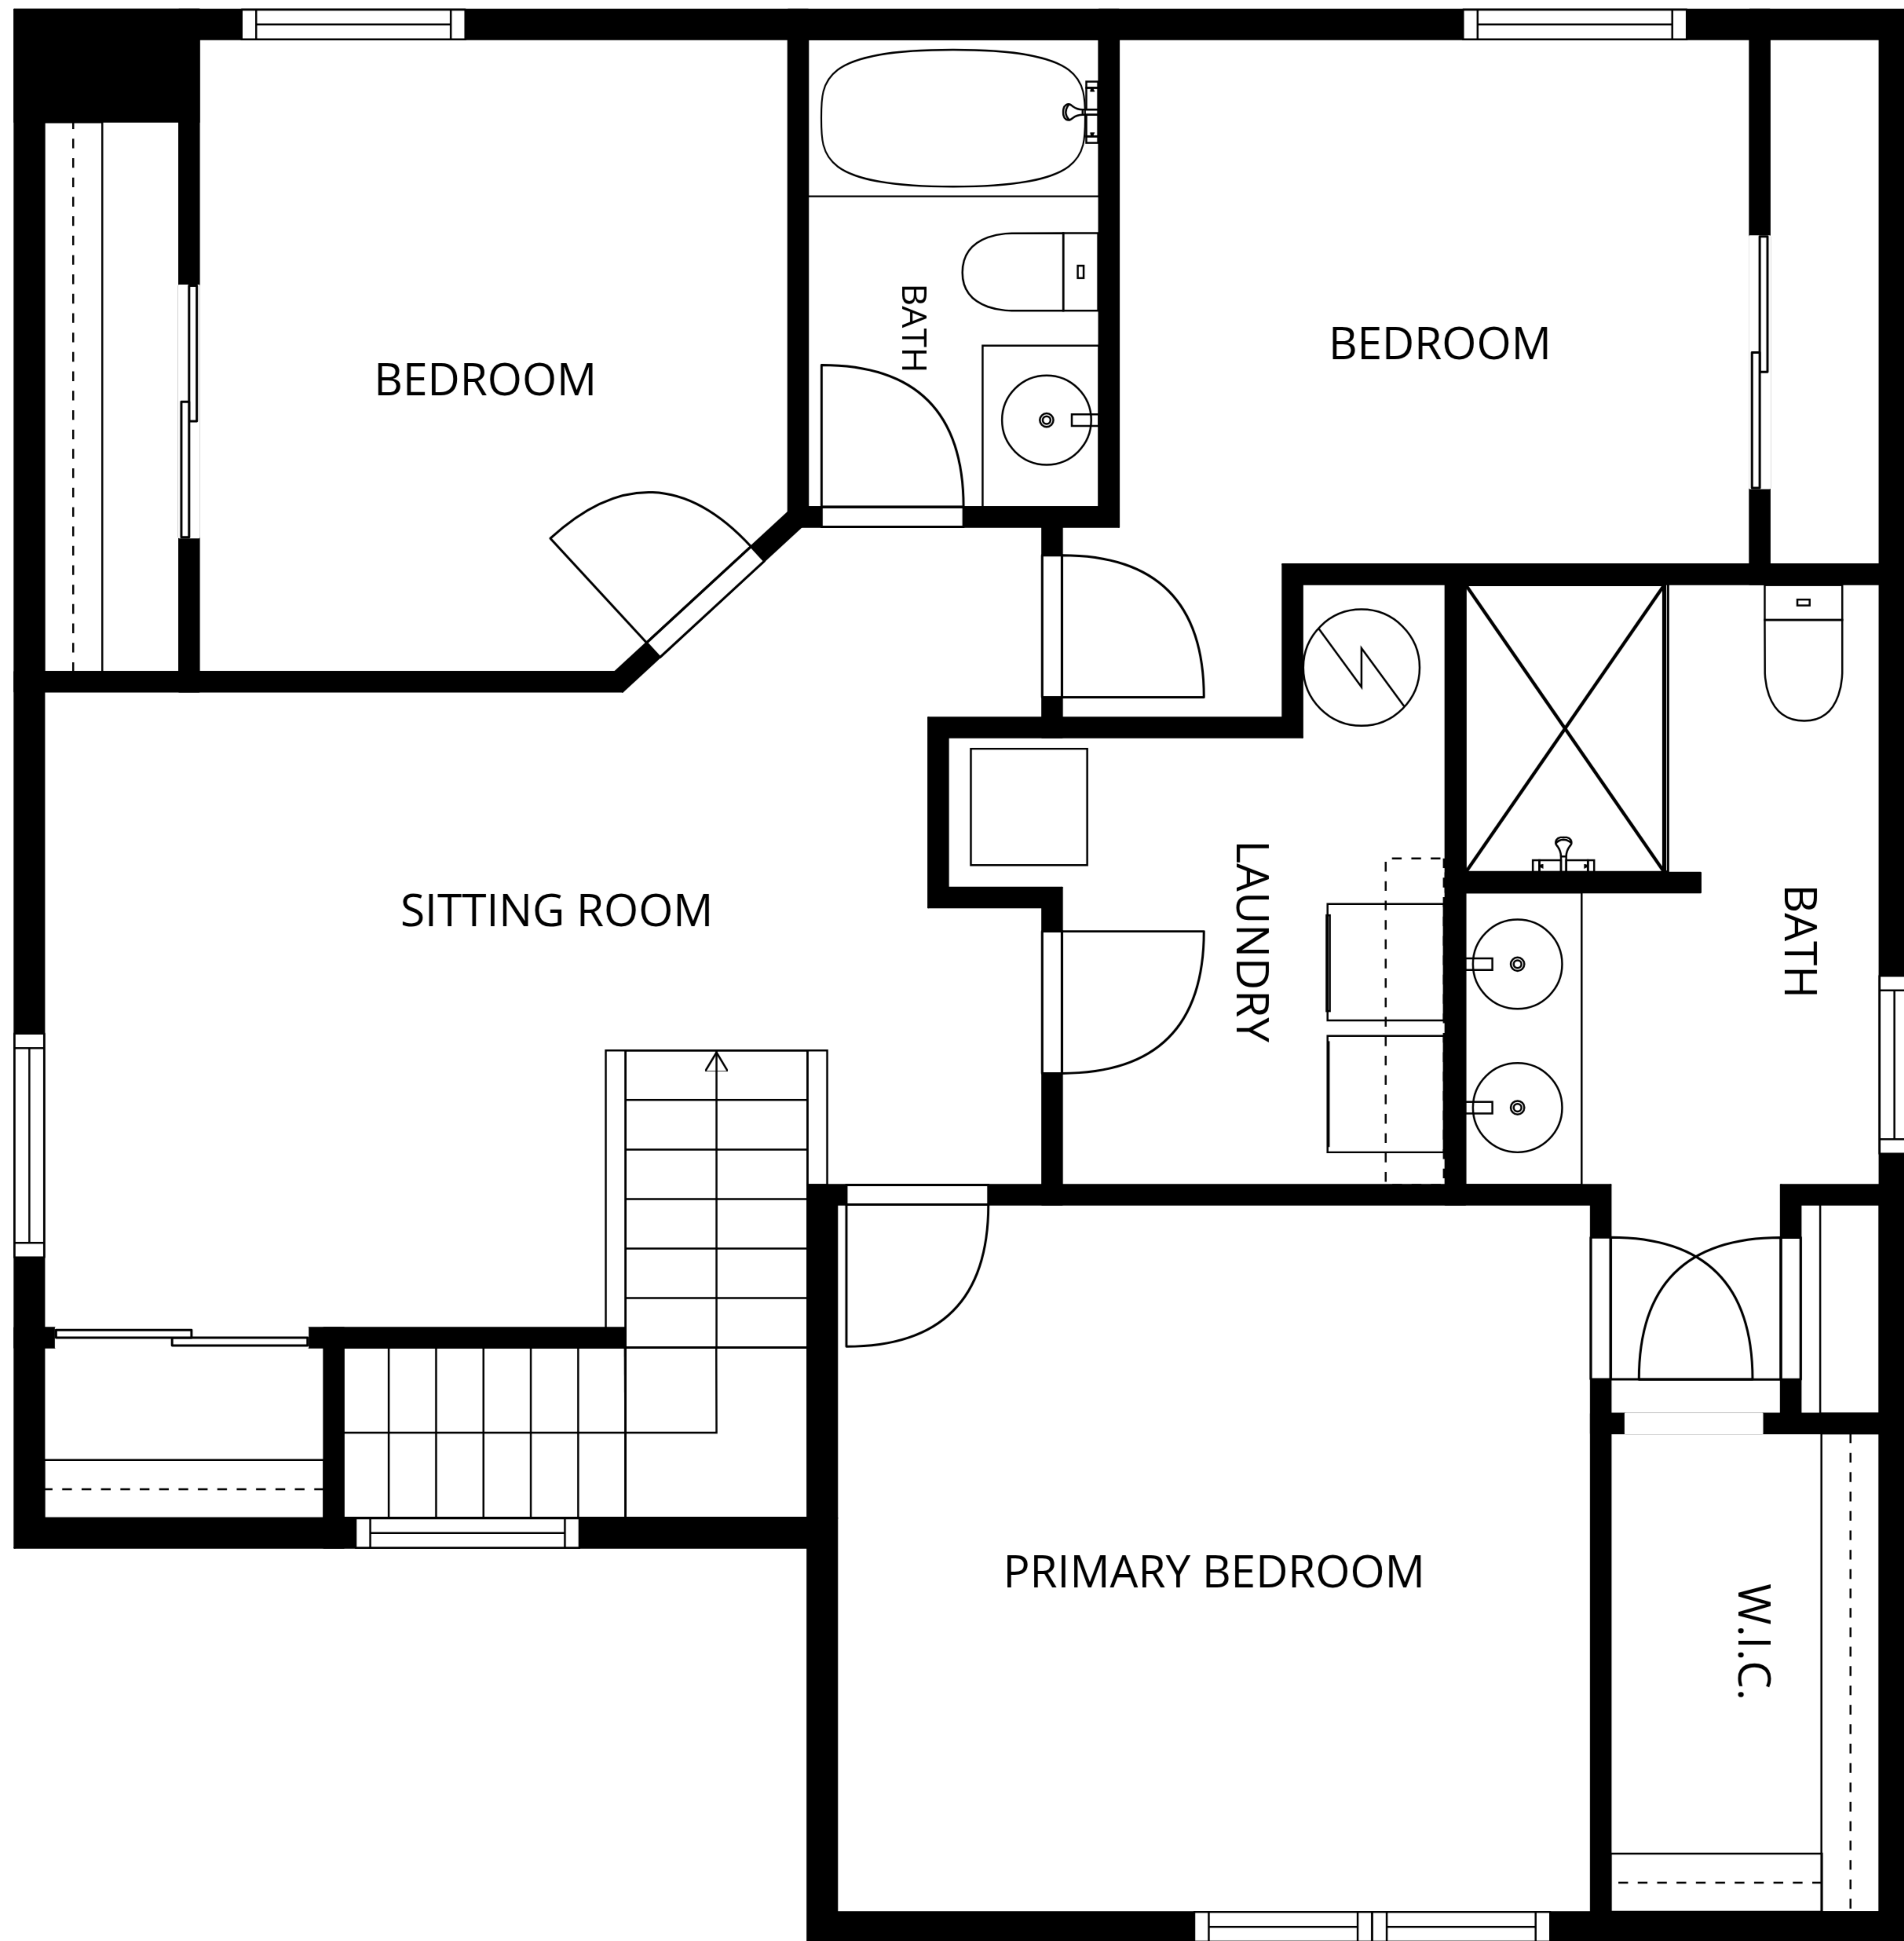 BATH
BEDROOM
BEDROOM
SITTING ROOM
LAUNDRY
BATH
PRIMARY BEDROOM
W.I.C.